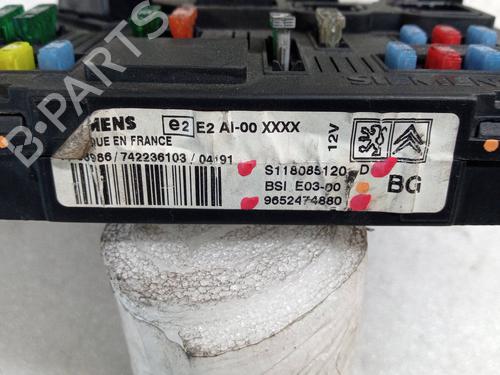 B-PARTS
SIEMENS
MENS e2 E2 AI-00 XXXX
QUE EN FRANCE
/742236103 / 04191
12V
S118085120 D
BSI E03-00
9652474880
BG